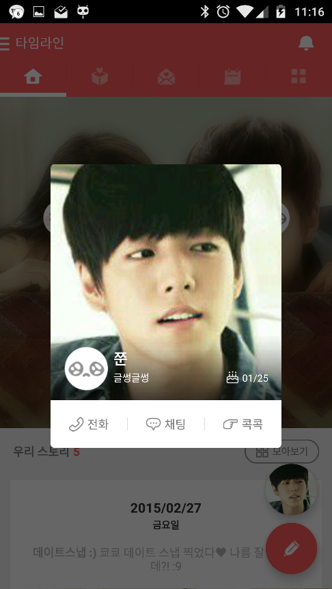 11:16
타임라인
쭌
글썽글썽
01/25
전화
채팅
콕콕
우리 스토리 5
모아보기
2015/02/27
금요일
데이트스냅 :) 코코 데이트 스냅 찍었다♥ 나름 잘
데?! :9